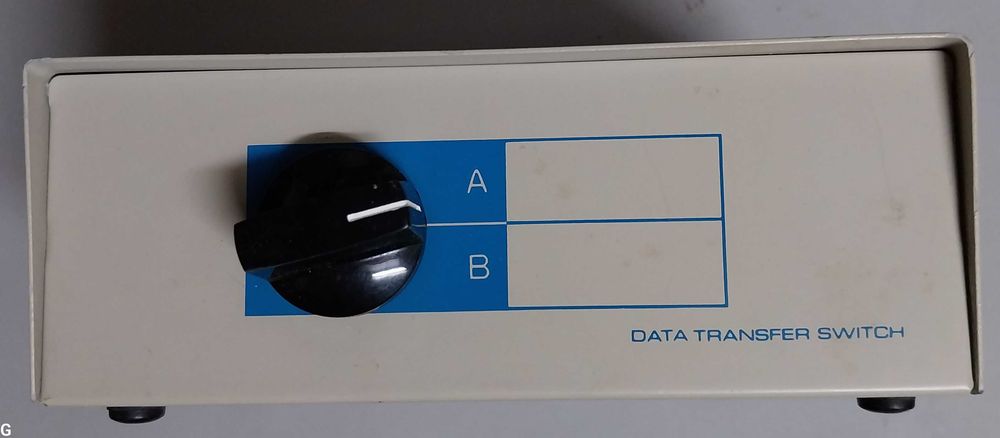 A
B
DATA TRANSFER SWITCH
G